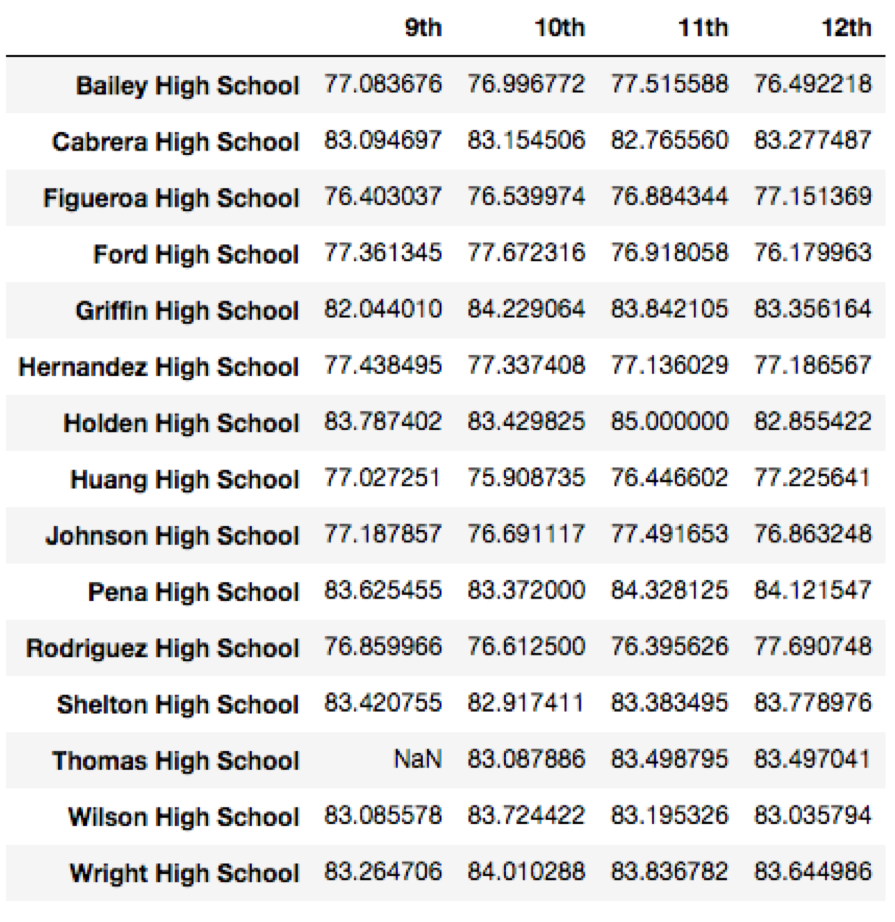 9th 10th 11th 12th
Bailey High School 77.083676 76.996772 77.515588 76.492218
Cabrera High School 83.094697 83.154506 82.765560 83.277487
Figueroa High School 76.403037 76.539974 76.884344 77.151369
Ford High School 77.361345 77.672316 76.918058 76.179963
Griffin High School 82.044010 84.229064 83.842105 83.356164
Hernandez High School 77.438495 77.337408 77.136029 77.186567
Holden High School 83.787402 83.429825 85.000000 82.855422
Huang High School 77.027251 75.908735 76.446602 77.225641
Johnson High School 77.187857 76.691117 77.491653 76.863248
Pena High School 83.625455 83.372000 84.328125 84.121547
Rodriguez High School 76.859966 76.612500 76.395626 77.690748
Shelton High School 83.420755 82.917411 83.383495 83.778976
Thomas High School NaN 83.087886 83.498795 83.497041
Wilson High School 83.085578 83.724422 83.195326 83.035794
Wright High School 83.264706 84.010288 83.836782 83.644986